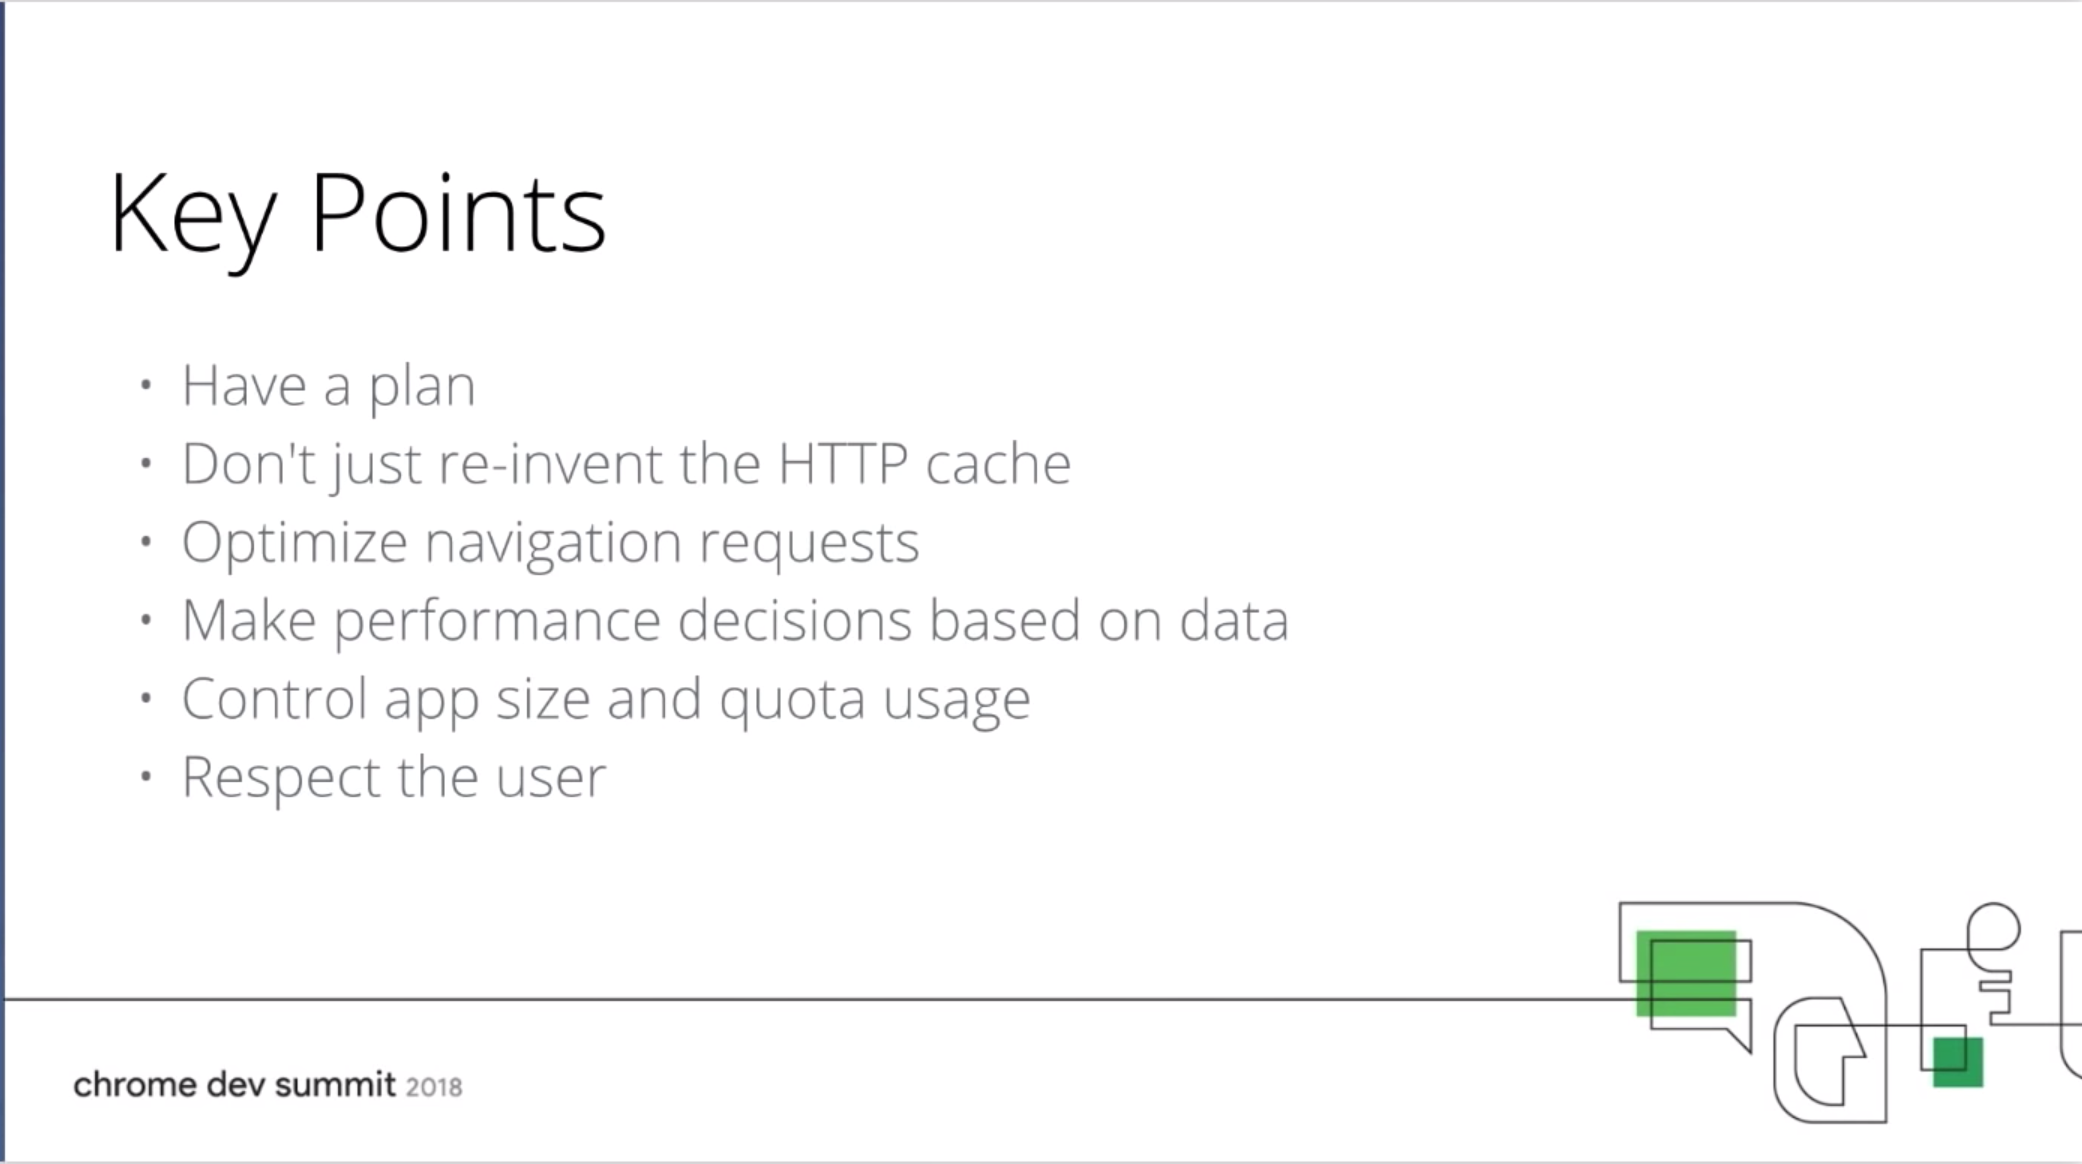 Key Points
• Have a plan
• Don't just re-invent the HTTP cache
• Optimize navigation requests
• Make performance decisions based on data
• Control app size and quota usage
• Respect the user
chrome dev summit 2018